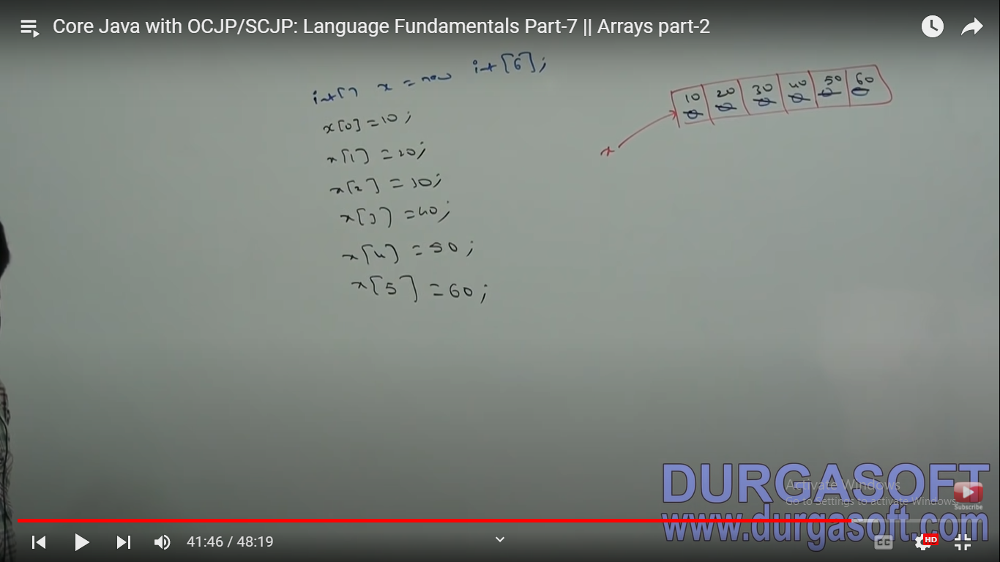 Core Java with OCJP/SCJP: Language Fundamentals Part-7 || Arrays part-2
int[] x = new int[6];
x[0] = 10;
x[1] = 20;
x[2] = 30;
x[3] = 40;
x[4] = 50;
x[5] = 60;
10 20 30 40 50 60
0 0 0 0 0 0
x
DURGASOFT
www.durgasoft.com
Activate Windows
Go to Settings to activate Windows.
Subscribe
41:46 / 48:19
CC
HD